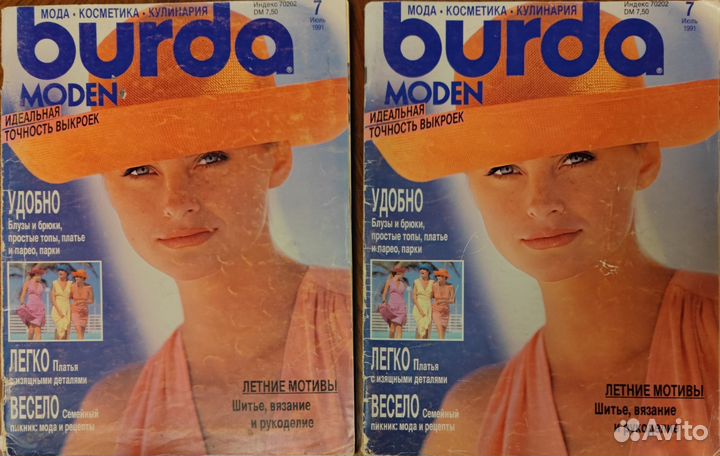 МОДА · КОСМЕТИКА · КУЛИНАРИЯ
Индекс 70202
DM 7,50
7
Июль
1991
burda
MODEN
ИДЕАЛЬНАЯ
ТОЧНОСТЬ ВЫКРОЕК
УДОБНО
Блузы и брюки,
простые топы, платье
и парео, парки
ЛЕГКО Платья
с изящными деталями
ВЕСЕЛО Семейный
пикник: мода и рецепты
ЛЕТНИЕ МОТИВЫ
Шитье, вязание
и рукоделие
МОДА · КОСМЕТИКА · КУЛИНАРИЯ
Индекс 70202
DM 7,50
7
Июль
1991
burda
MODEN
ИДЕАЛЬНАЯ
ТОЧНОСТЬ ВЫКРОЕК
УДОБНО
Блузы и брюки,
простые топы, платье
и парео, парки
ЛЕГКО Платья
с изящными деталями
ВЕСЕЛО Семейный
пикник: мода и рецепты
ЛЕТНИЕ МОТИВЫ
Шитье, вязание
и рукоделие
Avito